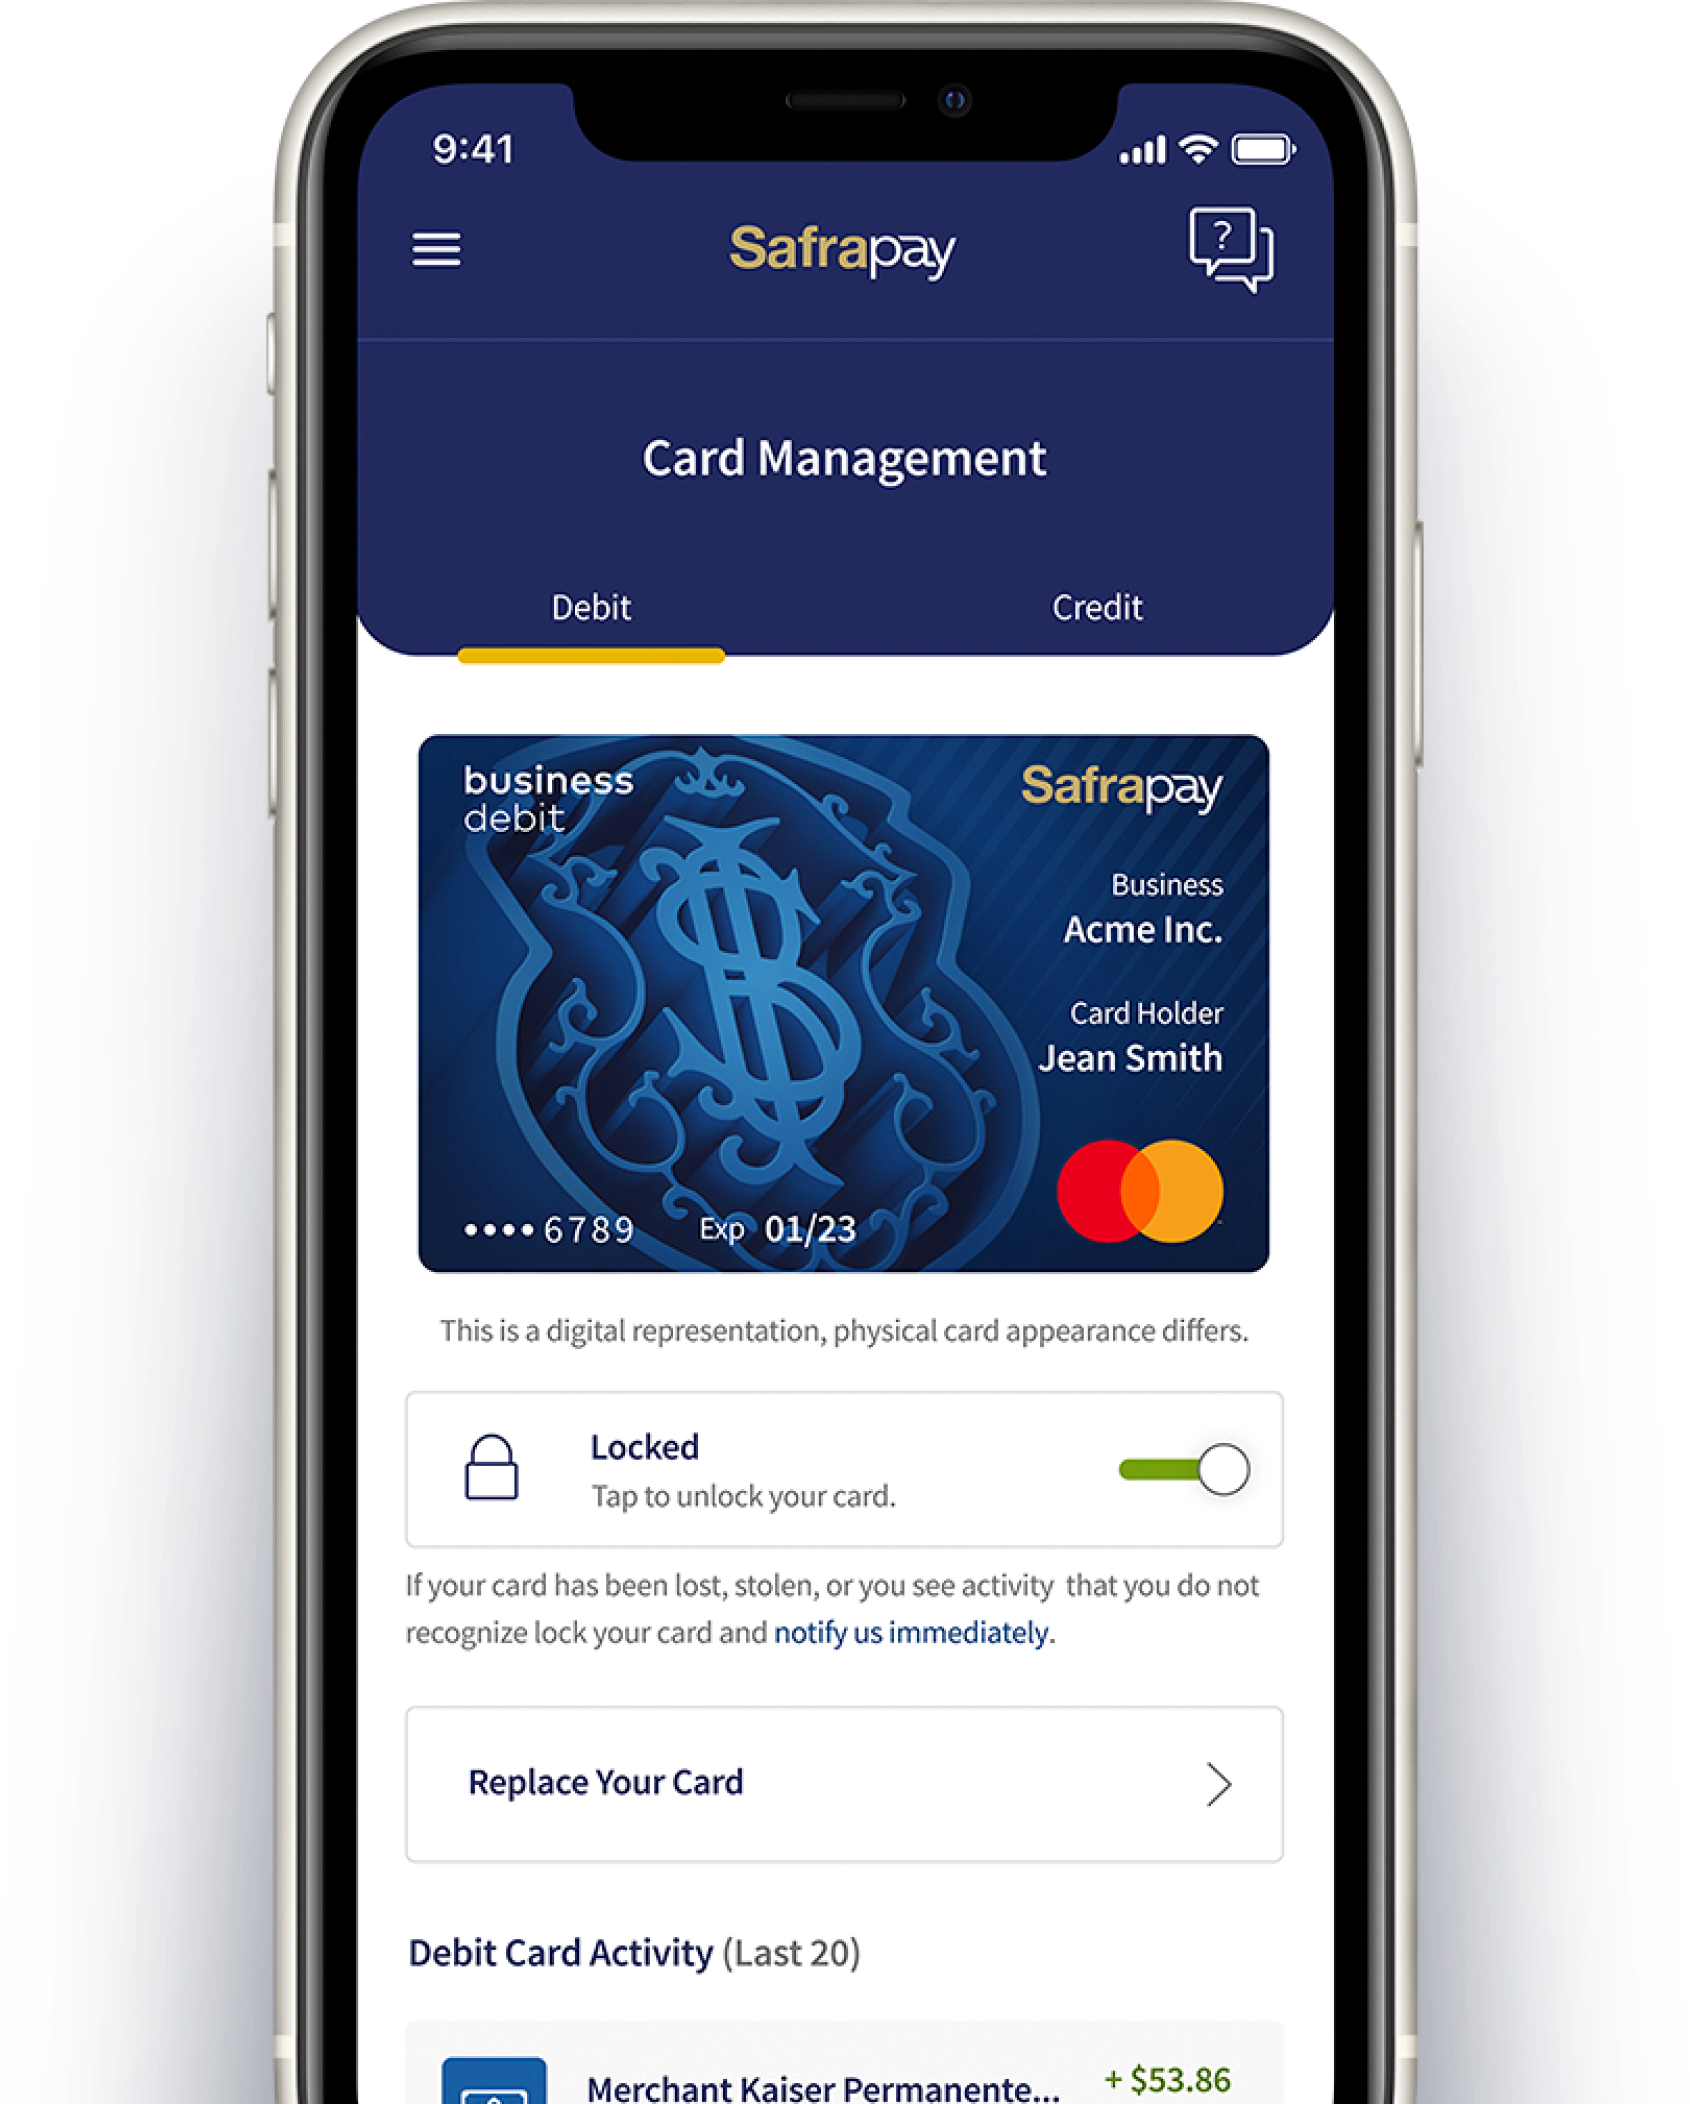 9:41
Safrapay
?
Card Management
Debit
Credit
business
debit
Safrapay
Business
Acme Inc.
Card Holder
Jean Smith
•••• 6789 Exp 01/23
This is a digital representation, physical card appearance differs.
Locked
Tap to unlock your card.
If your card has been lost, stolen, or you see activity that you do not
recognize lock your card and notify us immediately.
Replace Your Card
Debit Card Activity (Last 20)
Merchant Kaiser Permanente... + $53.86